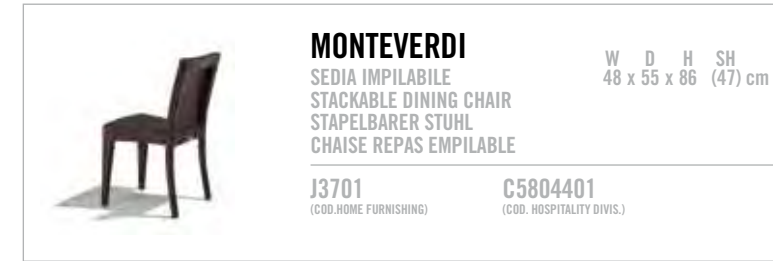 MONTEVERDI
SEDIA IMPILABILE
STACKABLE DINING CHAIR
STAPELBARER STUHL
CHAISE REPAS EMPILABLE
W D H SH
48 x 55 x 86 (47) cm
J3701
(COD.HOME FURNISHING)
C5804401
(COD. HOSPITALITY DIVIS.)